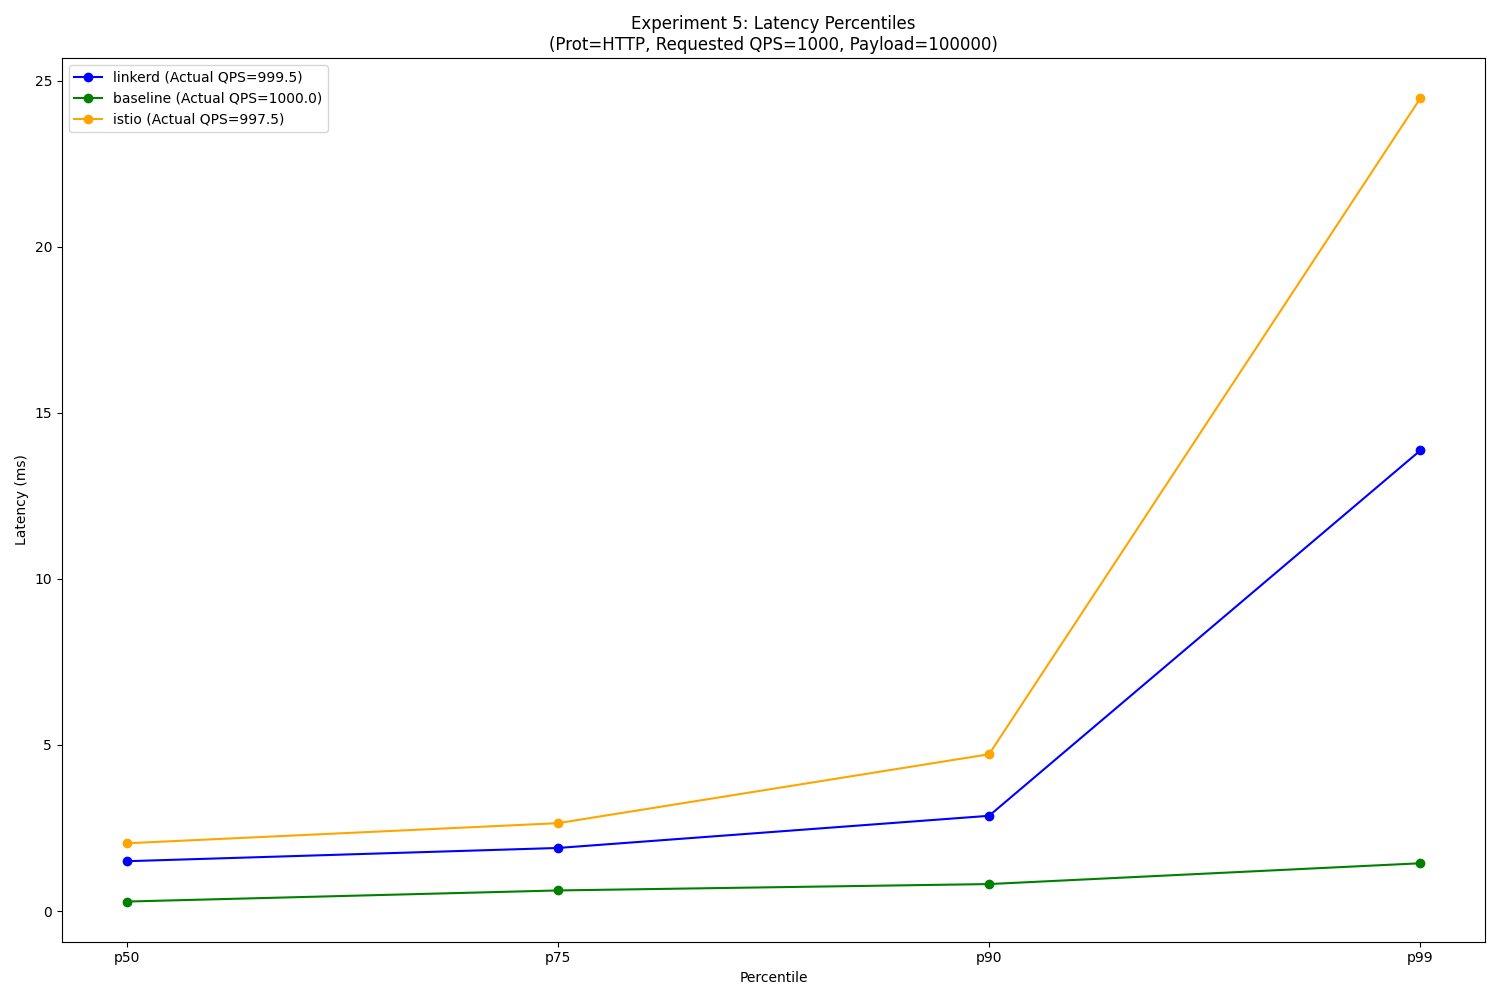 Experiment 5: Latency Percentiles
(Prot=HTTP, Requested QPS=1000, Payload=100000)
linkerd (Actual QPS=999.5)
baseline (Actual QPS=1000.0)
istio (Actual QPS=997.5)
25
20
15
10
5
0
Latency (ms)
p50
p75
p90
p99
Percentile